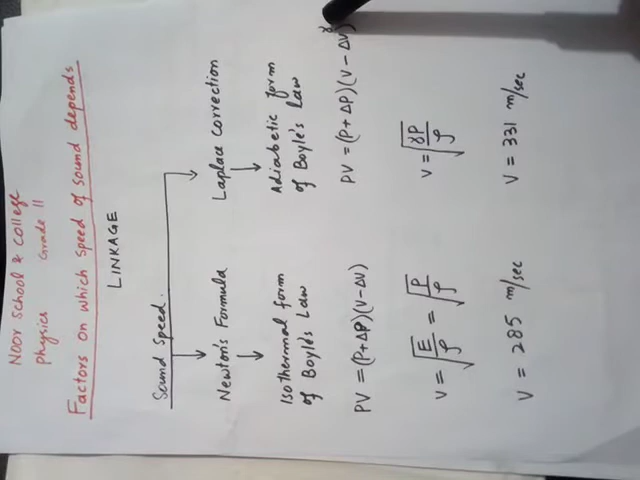 Noor School & College
Physics Grade 11
Factors on which speed of sound depends
LINKAGE
Sound Speed.
Newton's Formula
Isothermal form
of Boyle's Law
PV = (P+ΔP)(V-ΔV)
V = √E/ρ = √P/ρ
V = 285 m/sec
Laplace Correction
Adiabetic form
of Boyle's Law
PV = (P+ΔP)(V-ΔV)^γ
V = √γP/ρ
V = 331 m/sec